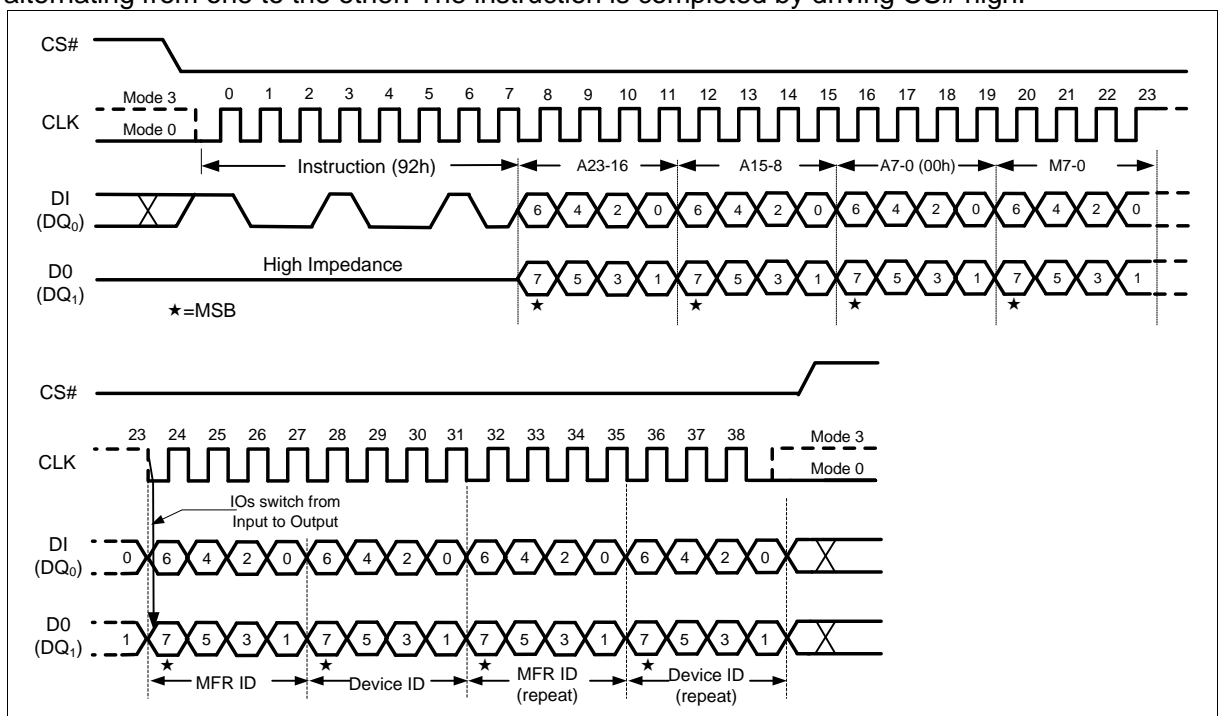 alternating from one to the other. The instruction is completed by driving CS# high.
CS#
Mode 3
0 1 2 3 4 5 6 7 8 9 10 11 12 13 14 15 16 17 18 19 20 21 22 23
CLK
Mode 0
Instruction (92h) A23-16 A15-8 A7-0 (00h) M7-0
DI
(DQ0)
6 4 2 0 6 4 2 0 6 4 2 0 6 4 2 0
High Impedance
D0
(DQ1)
7 5 3 1 7 5 3 1 7 5 3 1 7 5 3 1
★ ★ ★ ★
★=MSB
CS#
23 24 25 26 27 28 29 30 31 32 33 34 35 36 37 38
Mode 3
CLK
Mode 0
IOs switch from
Input to Output
DI
(DQ0)
0 6 4 2 0 6 4 2 0 6 4 2 0 6 4 2 0
D0
(DQ1)
1 7 5 3 1 7 5 3 1 7 5 3 1 7 5 3 1
★ ★ ★ ★
MFR ID Device ID MFR ID
(repeat)
Device ID
(repeat)